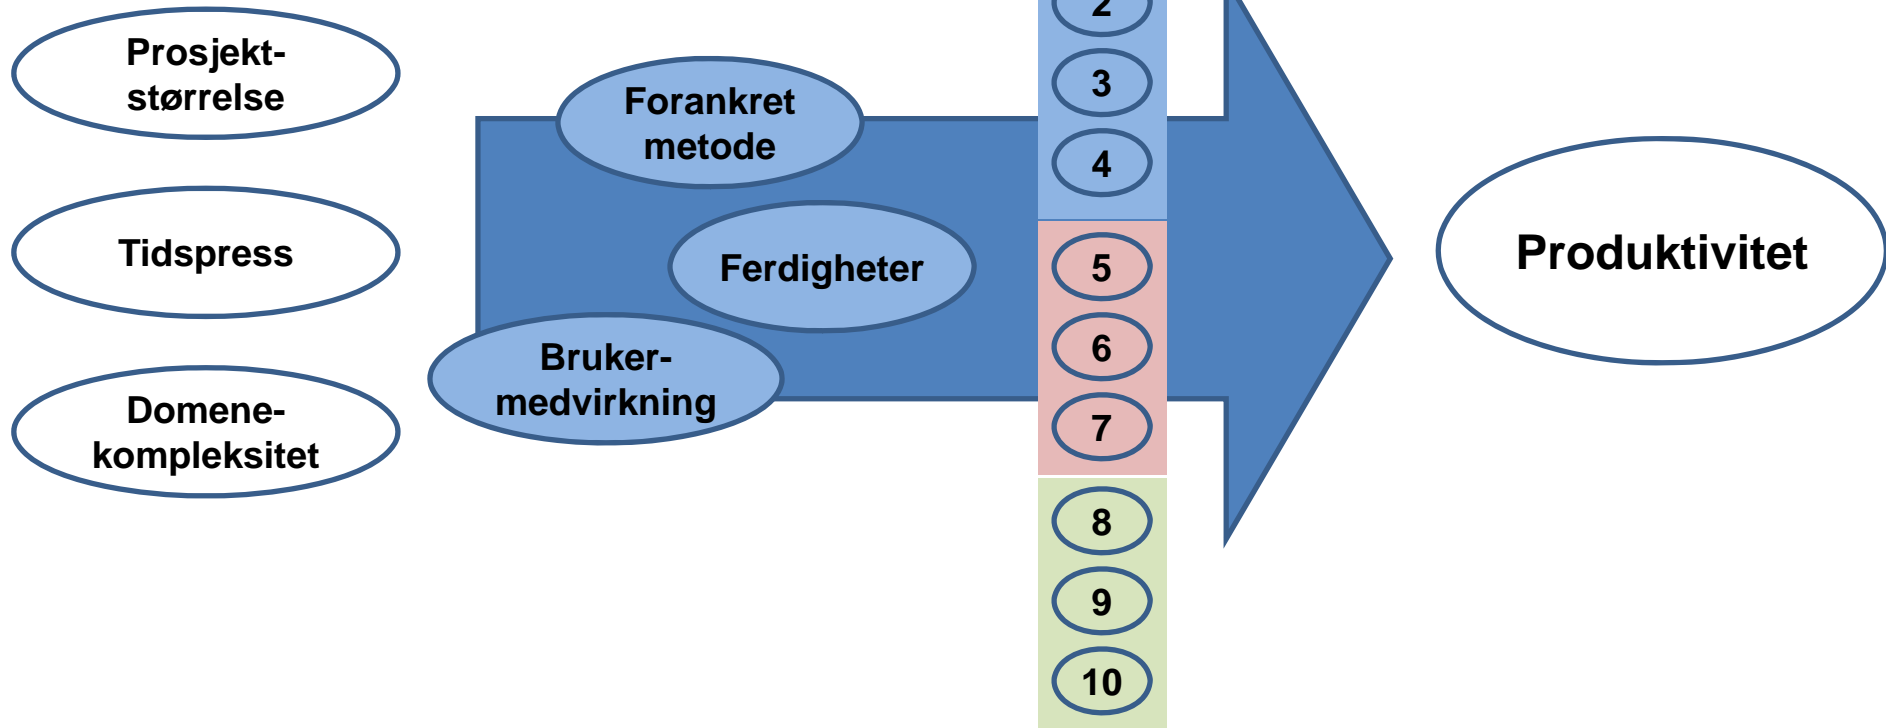 Prosjekt-
størrelse
Tidspress
Domene-
kompleksitet
Forankret
metode
Ferdigheter
Bruker-
medvirkning
2
3
4
5
6
7
8
9
10
Produktivitet